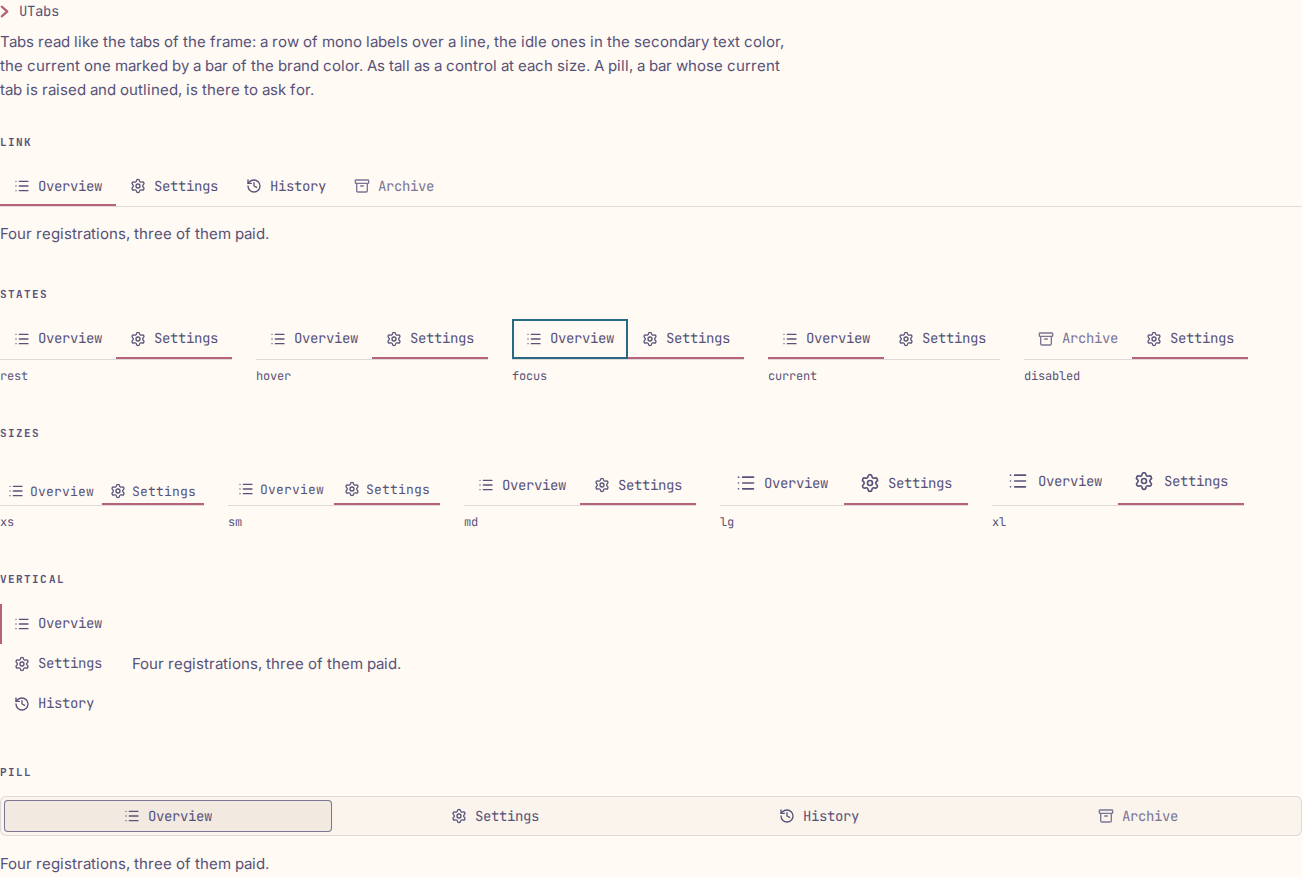 UTabs
Tabs read like the tabs of the frame: a row of mono labels over a line, the idle ones in the secondary text color,
the current one marked by a bar of the brand color. As tall as a control at each size. A pill, a bar whose current
tab is raised and outlined, is there to ask for.
LINK
Overview Settings History Archive
Four registrations, three of them paid.
STATES
Overview Settings Overview Settings Overview Settings Overview Settings Archive Settings
rest hover focus current disabled
SIZES
Overview Settings Overview Settings Overview Settings Overview Settings Overview Settings
xs sm md lg xl
VERTICAL
Overview
Settings Four registrations, three of them paid.
History
PILL
Overview Settings History Archive
Four registrations, three of them paid.